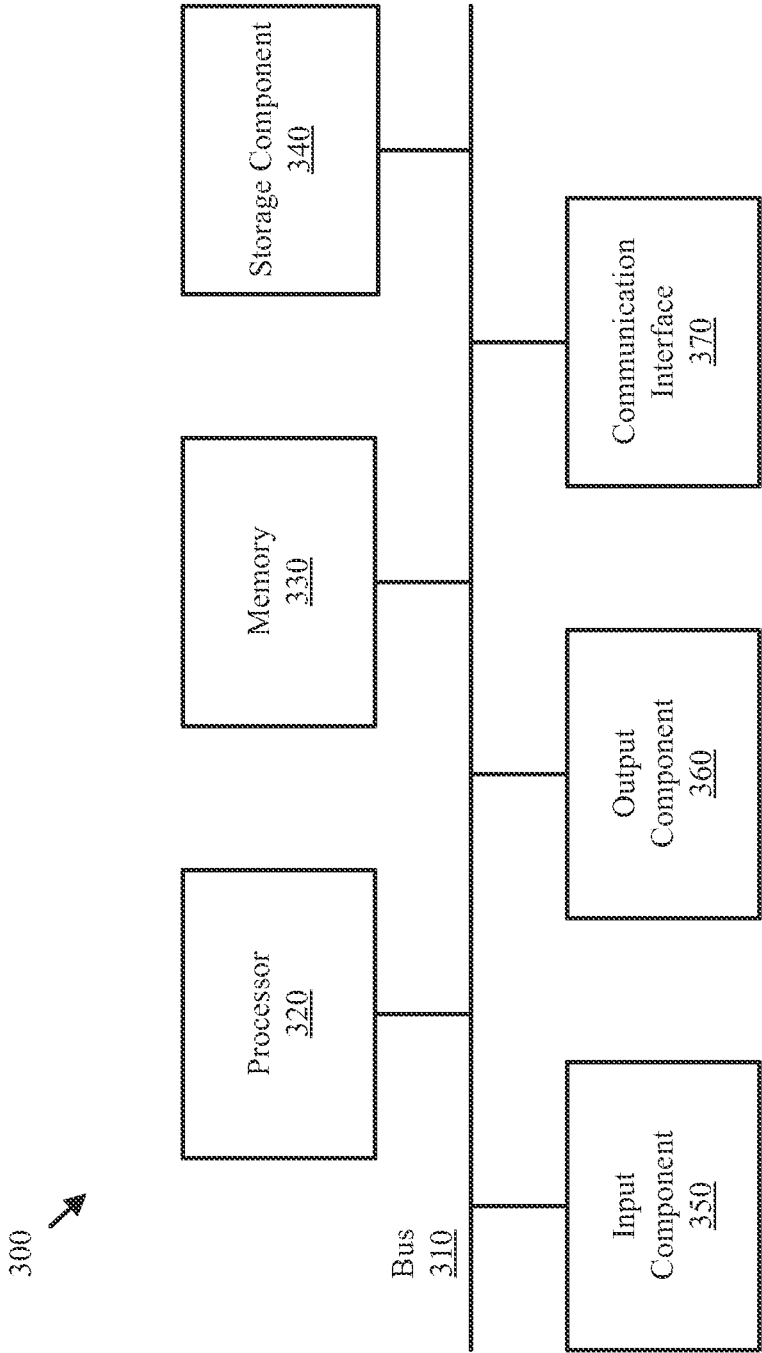 300
Processor
320
Memory
330
Storage Component
340
Bus
310
Input
Component
350
Output
Component
360
Communication
Interface
370